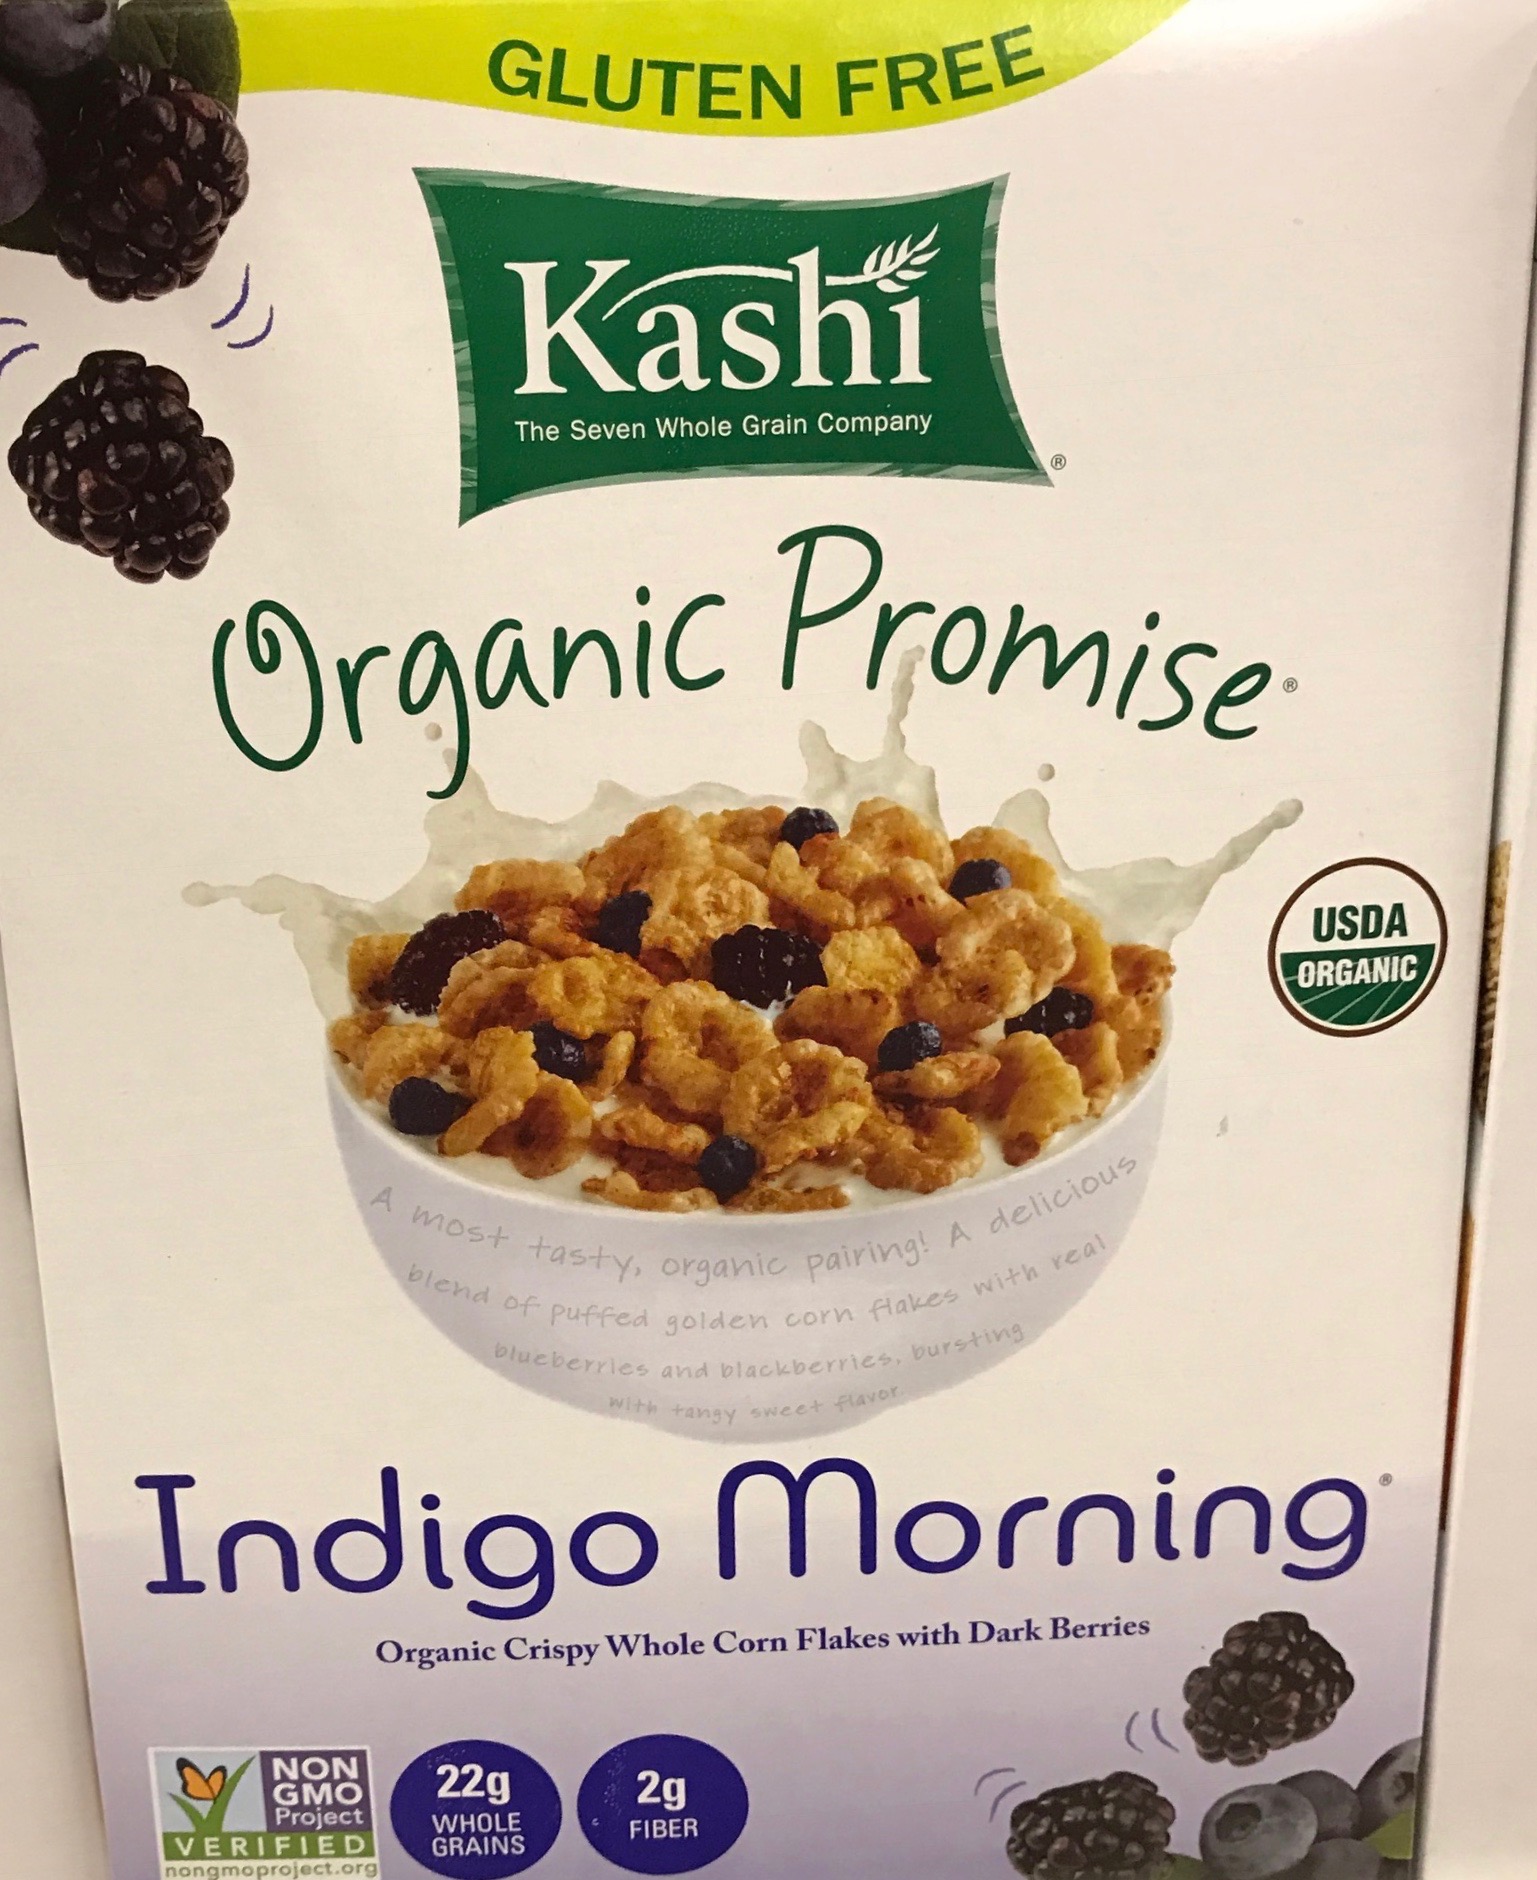 GLUTEN FREE
Kashi
The Seven Whole Grain Company
®
Organic Promise®
USDA
ORGANIC
A most tasty, organic pairing! A delicious
blend of puffed golden corn flakes with real
blueberries and blackberries, bursting
with tangy sweet flavor.
Indigo Morning®
Organic Crispy Whole Corn Flakes with Dark Berries
NON
GMO
Project
VERIFIED
nongmoproject.org
22g
WHOLE
GRAINS
2g
FIBER